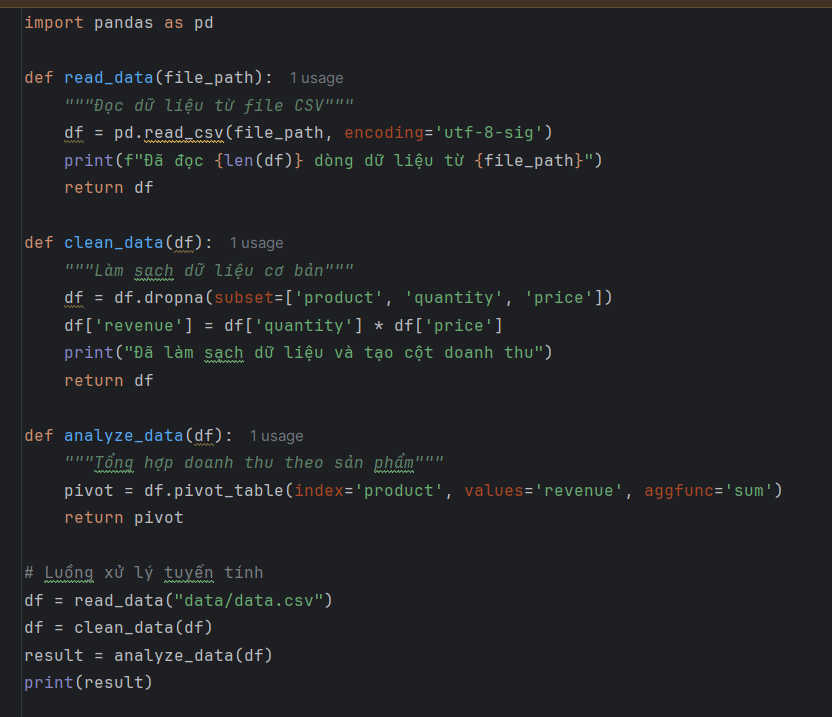 import pandas as pd
def read_data(file_path): 1 usage
    """Đọc dữ liệu từ file CSV"""
    df = pd.read_csv(file_path, encoding='utf-8-sig')
    print(f"Đã đọc {len(df)} dòng dữ liệu từ {file_path}")
    return df
def clean_data(df): 1 usage
    """Làm sạch dữ liệu cơ bản"""
    df = df.dropna(subset=['product', 'quantity', 'price'])
    df['revenue'] = df['quantity'] * df['price']
    print("Đã làm sạch dữ liệu và tạo cột doanh thu")
    return df
def analyze_data(df): 1 usage
    """Tổng hợp doanh thu theo sản phẩm"""
    pivot = df.pivot_table(index='product', values='revenue', aggfunc='sum')
    return pivot
# Luồng xử lý tuyến tính
df = read_data("data/data.csv")
df = clean_data(df)
result = analyze_data(df)
print(result)